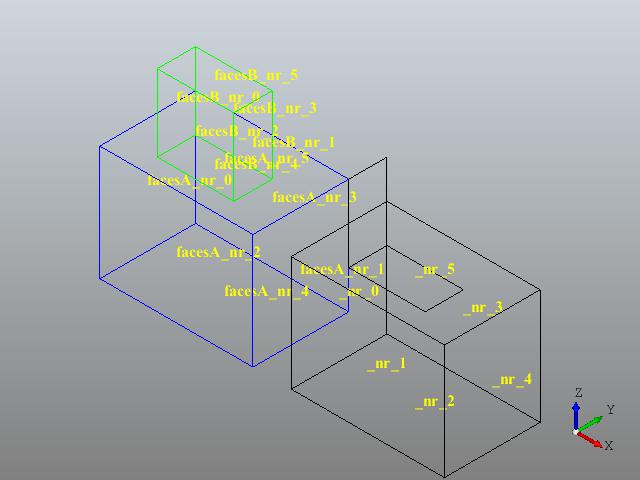 facesB_nr_5
facesB_nr_0
facesB_nr_3
facesB_nr_2
facesB_nr_1
facesA_nr_5
facesB_nr_4
facesA_nr_0
facesA_nr_3
facesA_nr_2
facesA_nr_1
_nr_5
facesA_nr_4
_nr_0
_nr_3
_nr_1
_nr_4
_nr_2
Z
Y
X